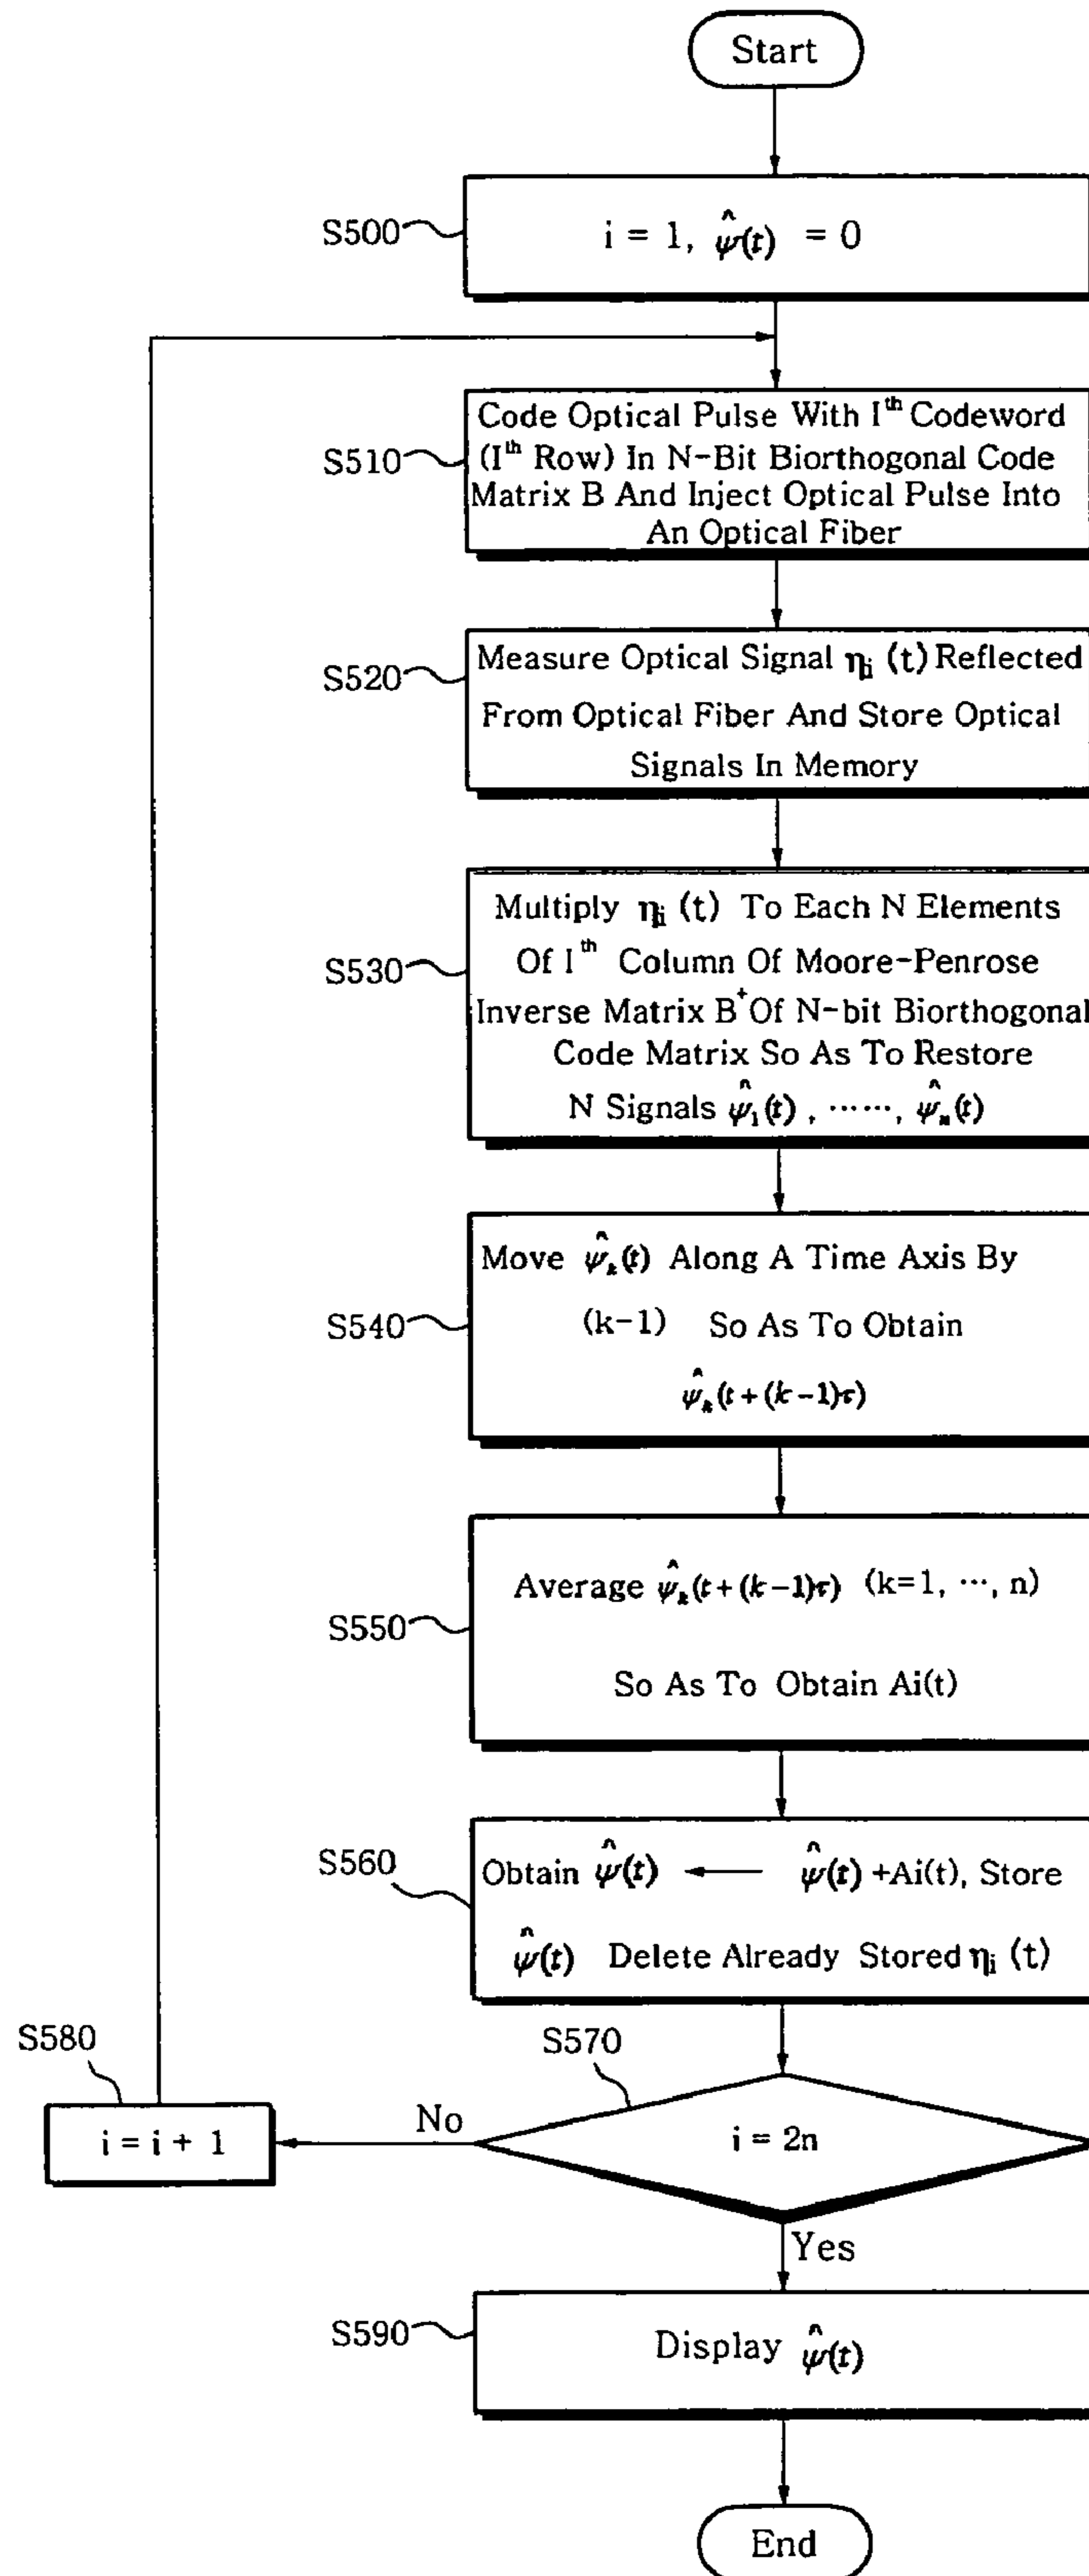 Start
S500
i = 1, ψ̂(t) = 0
S510
Code Optical Pulse With Iᵗʰ Codeword
(Iᵗʰ Row) In N-Bit Biorthogonal Code
Matrix B And Inject Optical Pulse Into
An Optical Fiber
S520
Measure Optical Signal ηᵢ (t) Reflected
From Optical Fiber And Store Optical
Signals In Memory
S530
Multiply ηᵢ (t) To Each N Elements
Of Iᵗʰ Column Of Moore-Penrose
Inverse Matrix B⁺ Of N-bit Biorthogonal
Code Matrix So As To Restore
N Signals ψ̂₁(t) , ······, ψ̂ₙ(t)
S540
Move ψ̂ₖ(t) Along A Time Axis By
(k-1) So As To Obtain
ψ̂ₖ(t+(k-1)τ)
S550
Average ψ̂ₖ(t+(k-1)τ) (k=1, ···, n)
So As To Obtain Ai(t)
S560
Obtain ψ̂(t) ← ψ̂(t) +Ai(t), Store
ψ̂(t) Delete Already Stored ηᵢ (t)
S570
i = 2n
No
S580
i = i + 1
Yes
S590
Display ψ̂(t)
End